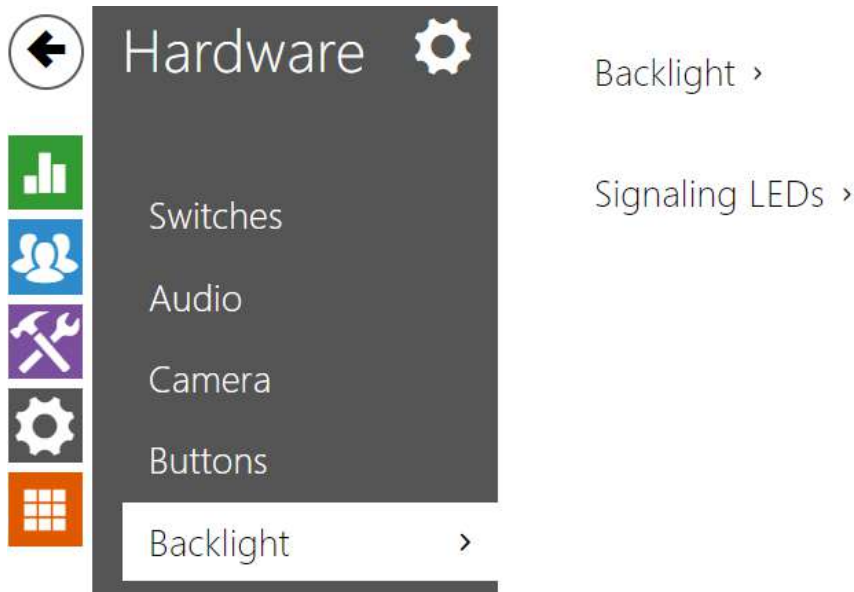 Hardware
Switches
Audio
Camera
Buttons
Backlight
Backlight
Signaling LEDs